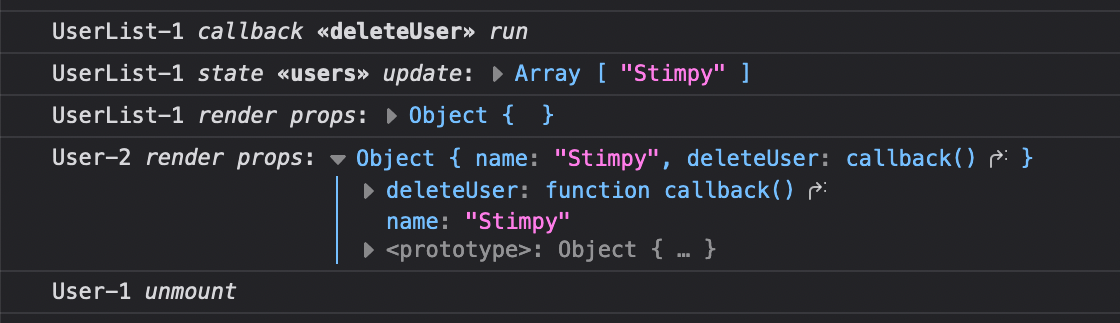 UserList-1 callback «deleteUser» run
UserList-1 state «users» update: ▶ Array [ "Stimpy" ]
UserList-1 render props: ▶ Object {  }
User-2 render props: ▼ Object { name: "Stimpy", deleteUser: callback() }
▶ deleteUser: function callback()
name: "Stimpy"
▶ <prototype>: Object { … }
User-1 unmount